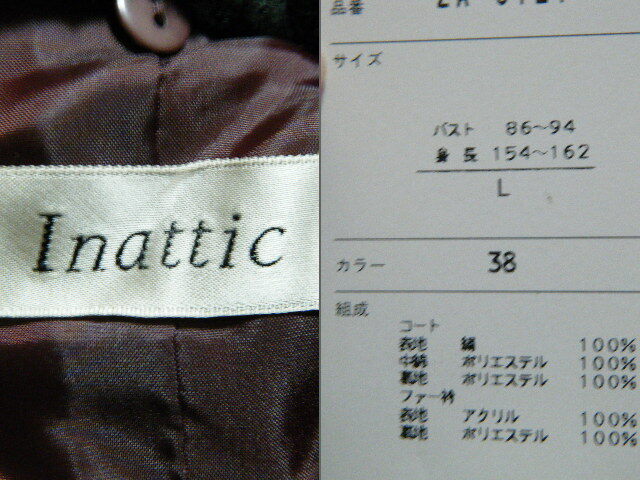 Inattic
品番
サイズ
バスト 86～94
身長 154～162
L
カラー 38
組成
コート
表地 綿 100%
中綿 ポリエステル 100%
裏地 ポリエステル 100%
ファー衿
表地 アクリル 100%
裏地 ポリエステル 100%